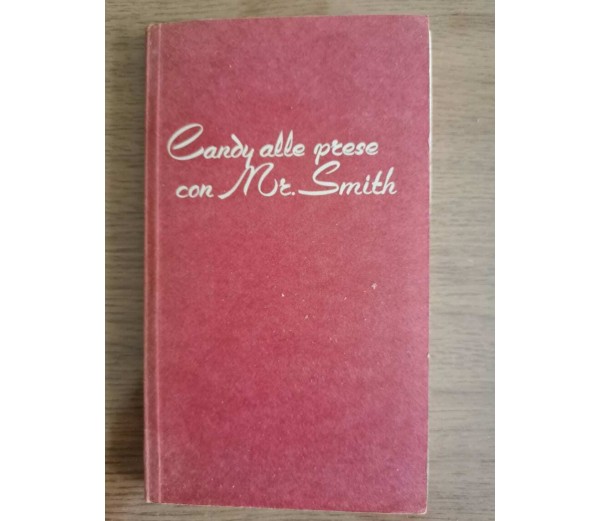 Candy alle prese
con Mr. Smith